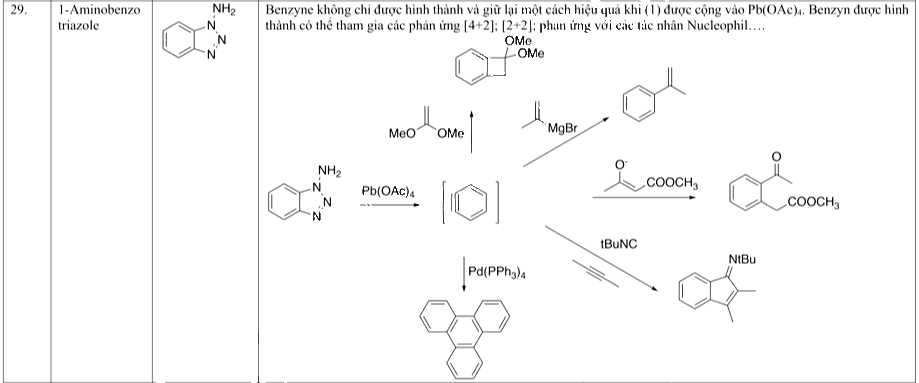 29.
1-Aminobenzo
triazole
NH2
N
N
N
Benzyne không chỉ được hình thành và giữ lại một cách hiệu quả khi (1) được cộng vào Pb(OAc)4. Benzyn được hình
thành có thể tham gia các phản ứng [4+2]; [2+2]; phản ứng với các tác nhân Nucleophil….
OMe
OMe
MeO OMe
MgBr
NH2
N
N
N
Pb(OAc)4
O-
COOCH3
O
COOCH3
tBuNC
NtBu
Pd(PPh3)4